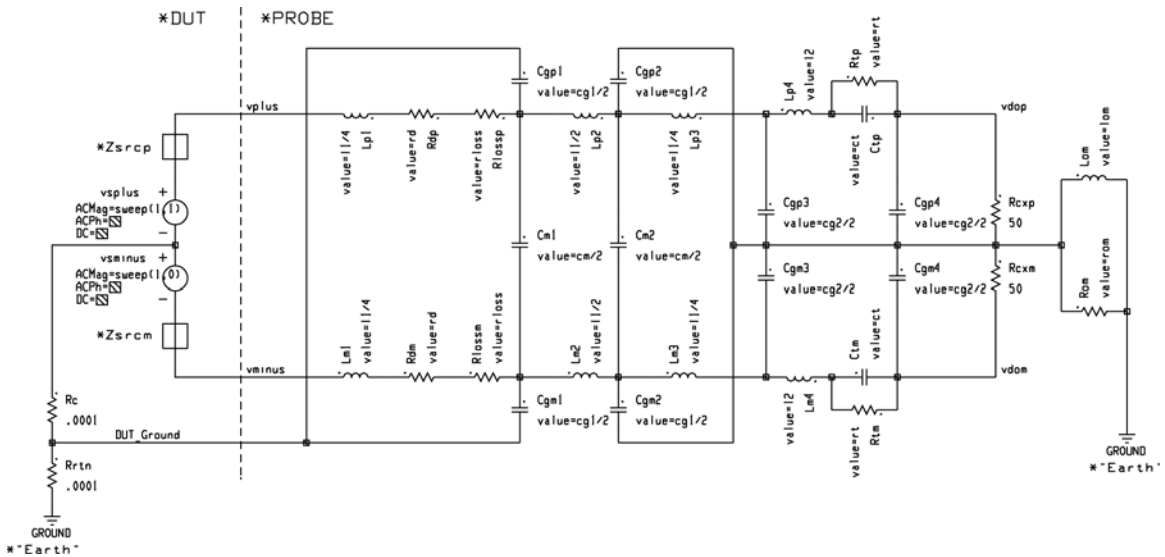 *DUT
*PROBE
Cgp1
value=cg1/2
Cgp2
value=cg1/2
Lp4
value=l2
Rtp
value=rt
vplus
value=ll/4
Lp1
value=rd
Rdp
value=rloss
Rlossp
value=ll/2
Lp2
value=ll/4
Lp3
value=ct
Ctp
vdop
Lom
value=lom
*Zsrcp
vsplus
+
ACMag=sweep(1,1)
ACPh=
DC=
-
vsminus
+
ACMag=sweep(1,0)
ACPh=
DC=
-
*Zsrcm
Cm1
value=cm/2
Cm2
value=cm/2
Cgp3
value=cg2/2
Cgp4
value=cg2/2
Rcxp
50
Cgm3
value=cg2/2
Cgm4
value=cg2/2
Rcxm
50
Rom
value=rom
vminus
Lm1
value=ll/4
Rdm
value=rd
Rlossm
value=rloss
Lm2
value=ll/2
Lm3
value=ll/4
Ctm
value=ct
vdom
value=l2
Lm4
value=rt
Rtm
Rc
.0001
DUT_Ground
Cgm1
value=cg1/2
Cgm2
value=cg1/2
Rrtn
.0001
GROUND
*"Earth"
GROUND
*"Earth"